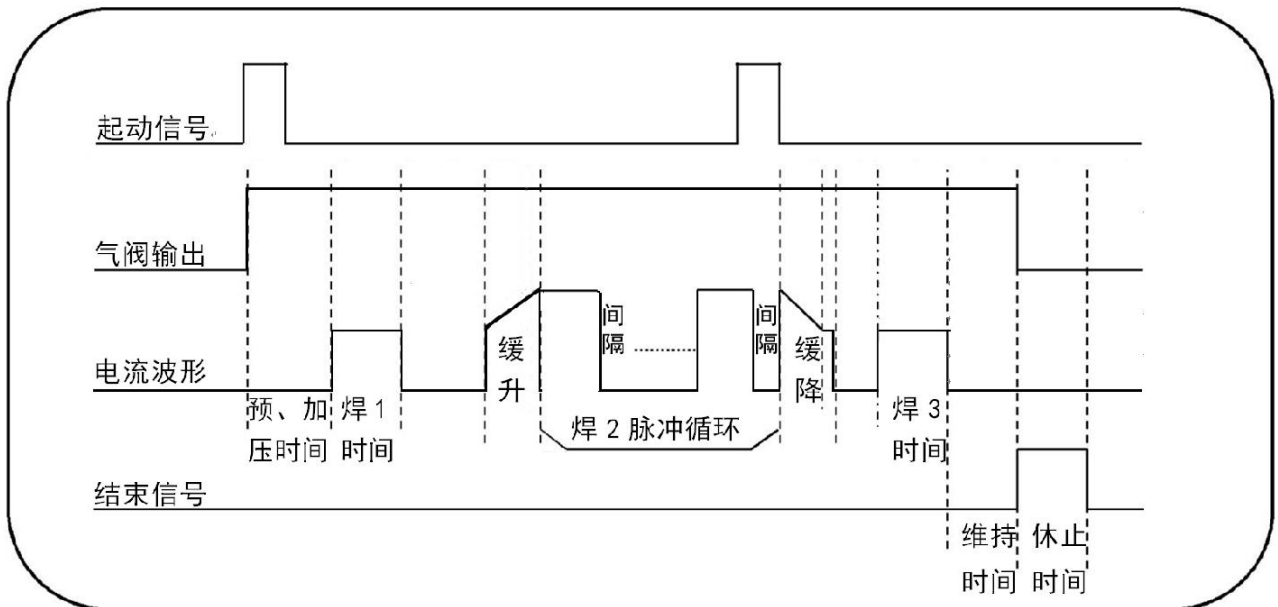 起动信号
气阀输出
间
隔
间
隔
缓
升
缓
降
电流波形
预、加
压时间
焊1
时间
焊2脉冲循环
焊3
时间
结束信号
维持
时间
休止
时间